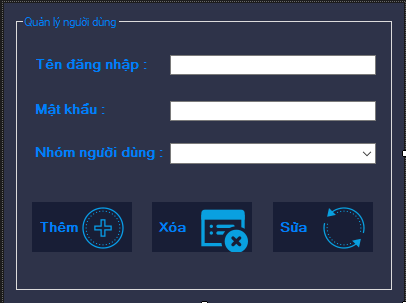 Quản lý người dùng
Tên đăng nhập :
Mật khẩu :
Nhóm người dùng :
Thêm
Xóa
Sửa